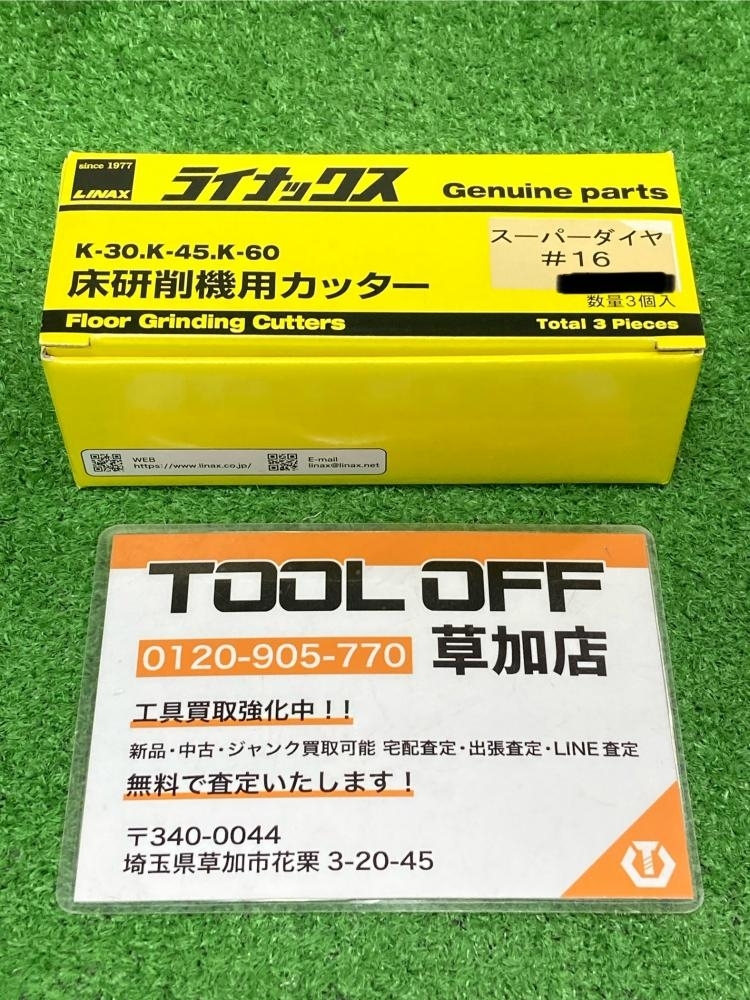 since 1977
LINAX
ライナックス
Genuine parts
K-30.K-45.K-60
床研削機用カッター
スーパーダイヤ
#16
数量3個入
Floor Grinding Cutters
Total 3 Pieces
WEB
https://www.linax.co.jp/
E-mail
linax@linax.net
TOOL OFF
0120-905-770
草加店
工具買取強化中!!
新品・中古・ジャンク買取可能 宅配査定・出張査定・LINE査定
無料で査定いたします!
〒340-0044
埼玉県草加市花栗 3-20-45